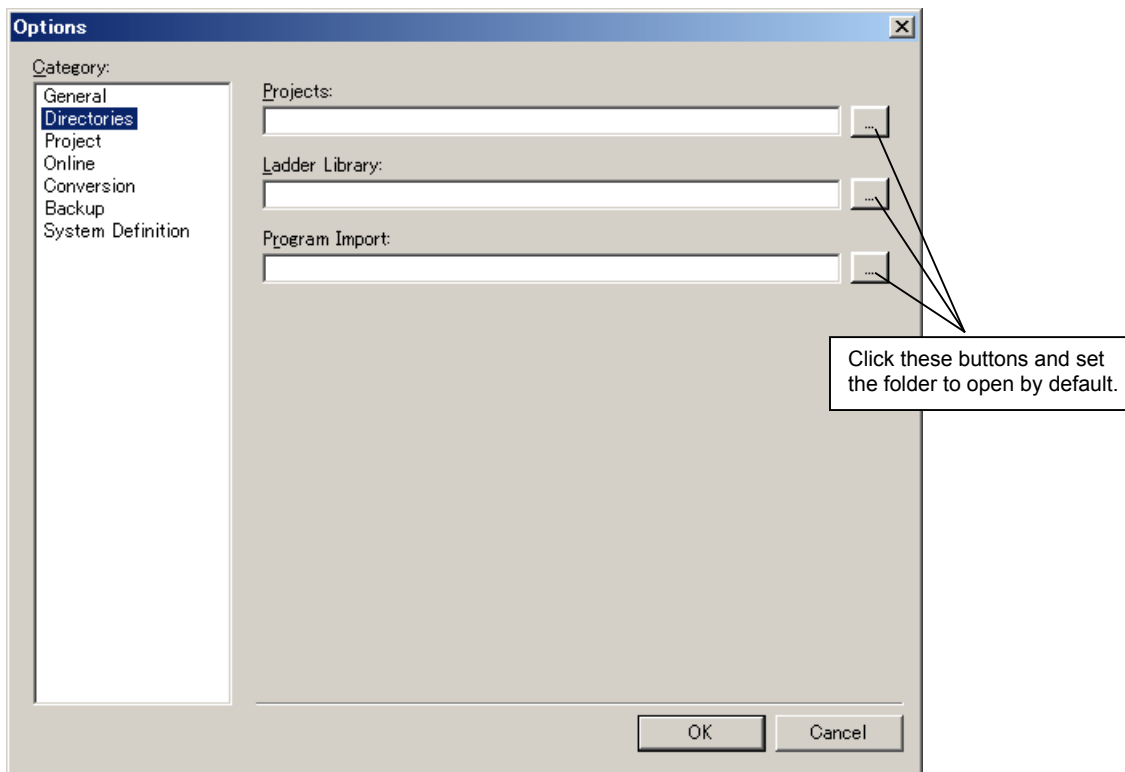 Options
Category:
General
Directories
Project
Online
Conversion
Backup
System Definition
Projects:
...
Ladder Library:
...
Program Import:
...
Click these buttons and set
the folder to open by default.
OK
Cancel